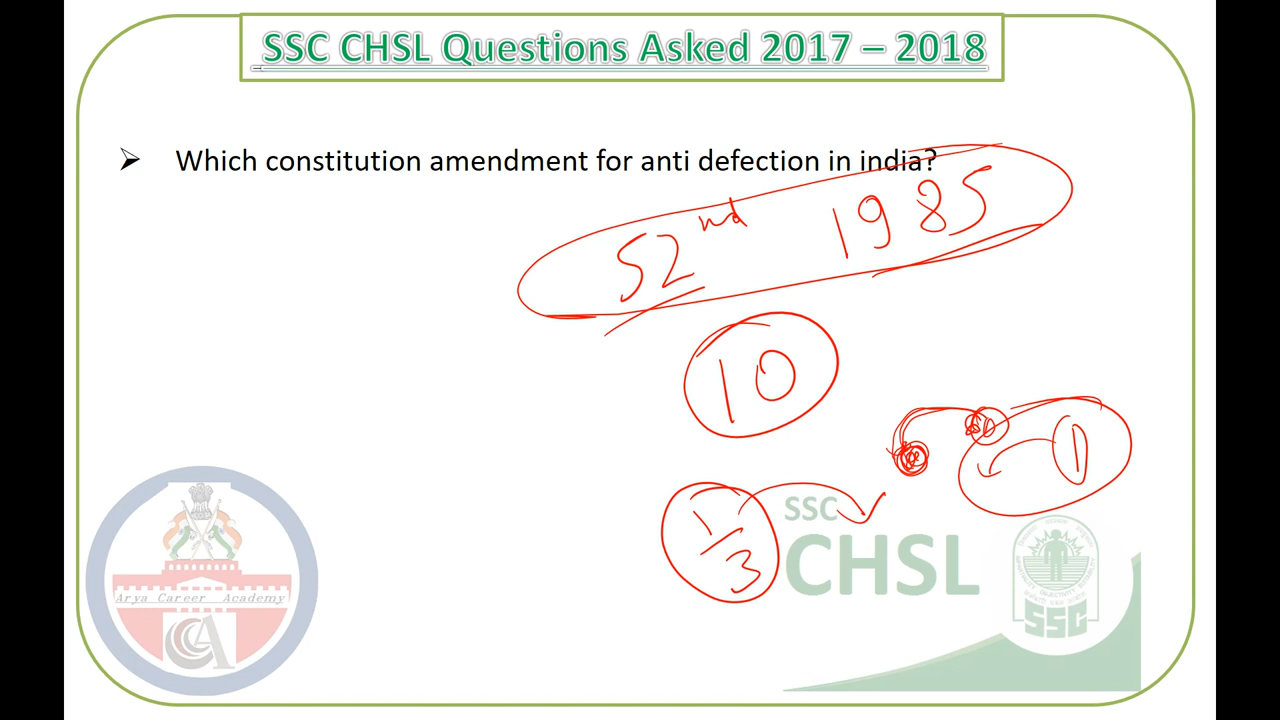 SSC CHSL Questions Asked 2017 – 2018
Which constitution amendment for anti defection in india?
52nd 1985
10
1/3
SSC
CHSL
Arya Career Academy
SSC